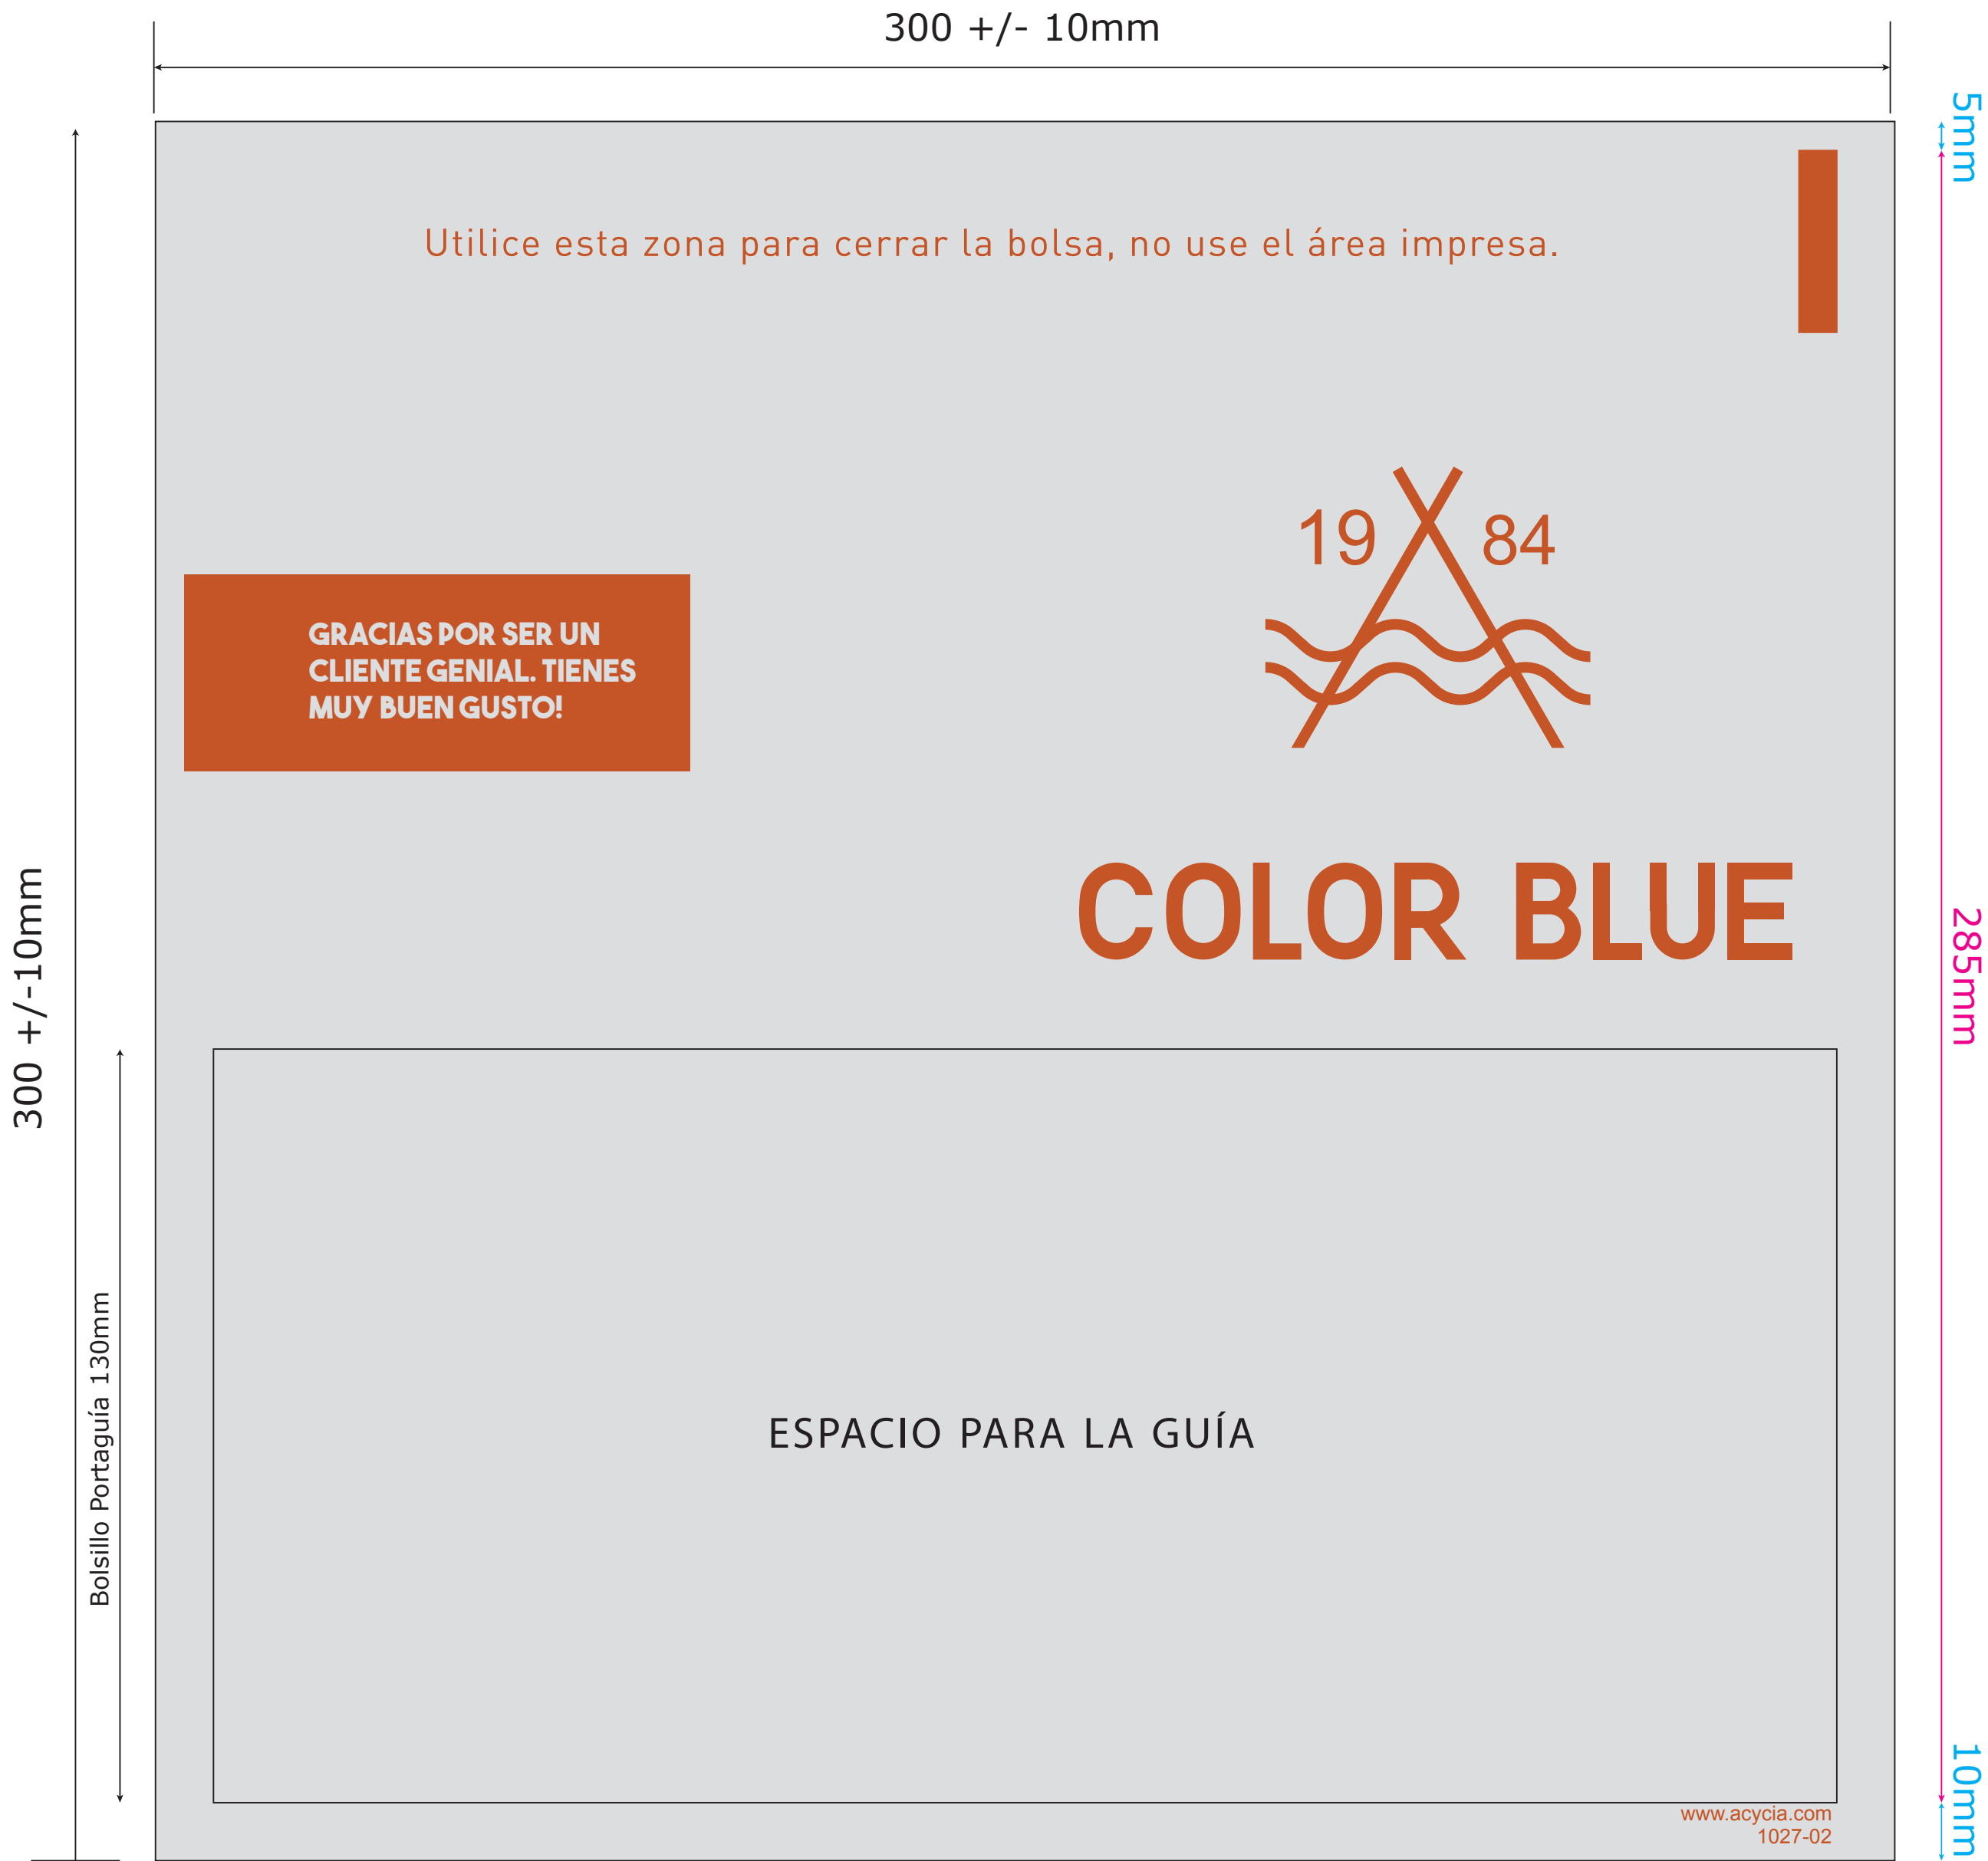 300 +/- 10mm
5mm
Utilice esta zona para cerrar la bolsa, no use el área impresa.
19 84
GRACIAS POR SER UN
CLIENTE GENIAL. TIENES
MUY BUEN GUSTO!
COLOR BLUE
300 +/-10mm
285mm
Bolsillo Portaguía 130mm
ESPACIO PARA LA GUÍA
10mm
www.acycia.com
1027-02